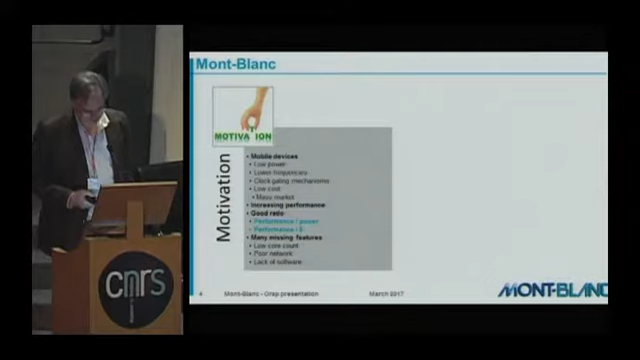 Mont-Blanc
MOTIVATION
Motivation
• Mobile devices
• Low power
• Lower frequencies
• Clock gating mechanisms
• Low cost
• Mass market
• Increasing performance
• Good ratio
• Performance / power
• Performance / $
• Many missing features
• Low core count
• Poor network
• Lack of software
Mont-Blanc - Orap presentation
March 2017
MONT-BLANC
cnrs